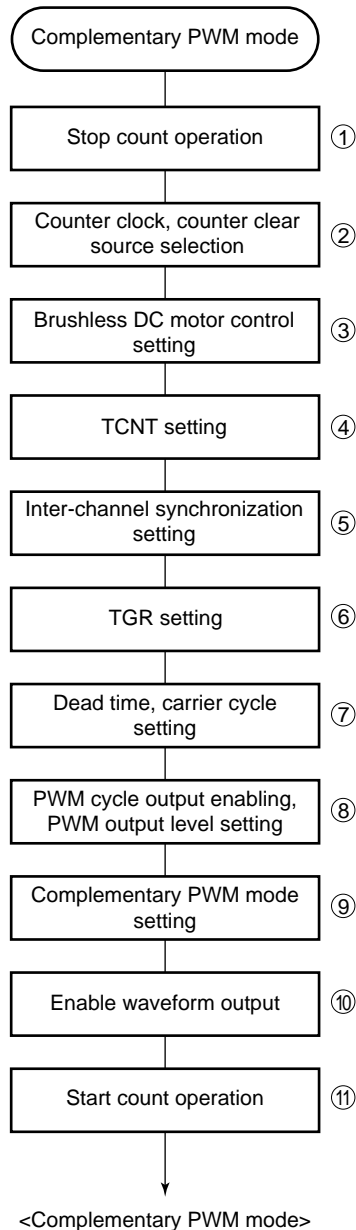 Complementary PWM mode
Stop count operation
①
Counter clock, counter clear
source selection
②
Brushless DC motor control
setting
③
TCNT setting
④
Inter-channel synchronization
setting
⑤
TGR setting
⑥
Dead time, carrier cycle
setting
⑦
PWM cycle output enabling,
PWM output level setting
⑧
Complementary PWM mode
setting
⑨
Enable waveform output
⑩
Start count operation
⑪
<Complementary PWM mode>